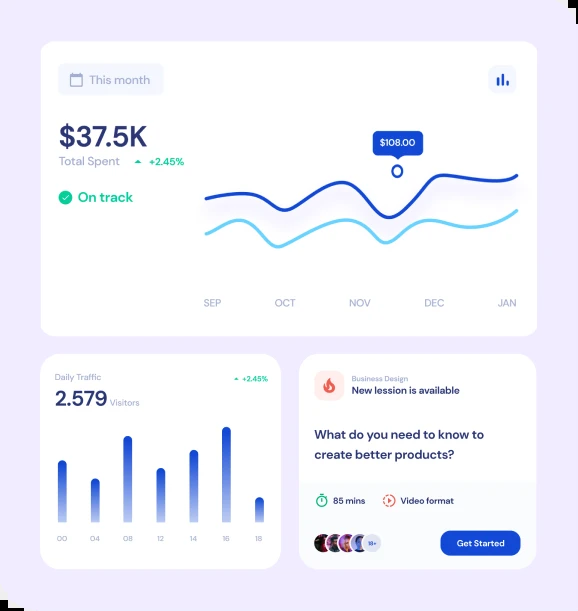 This month
$37.5K
Total Spent +2.45%
On track
$108.00
SEP OCT NOV DEC JAN
Daily Traffic
+2.45%
2.579 Visitors
00 04 08 12 14 16 18
Business Design
New lession is available
What do you need to know to
create better products?
85 mins Video format
18+ Get Started